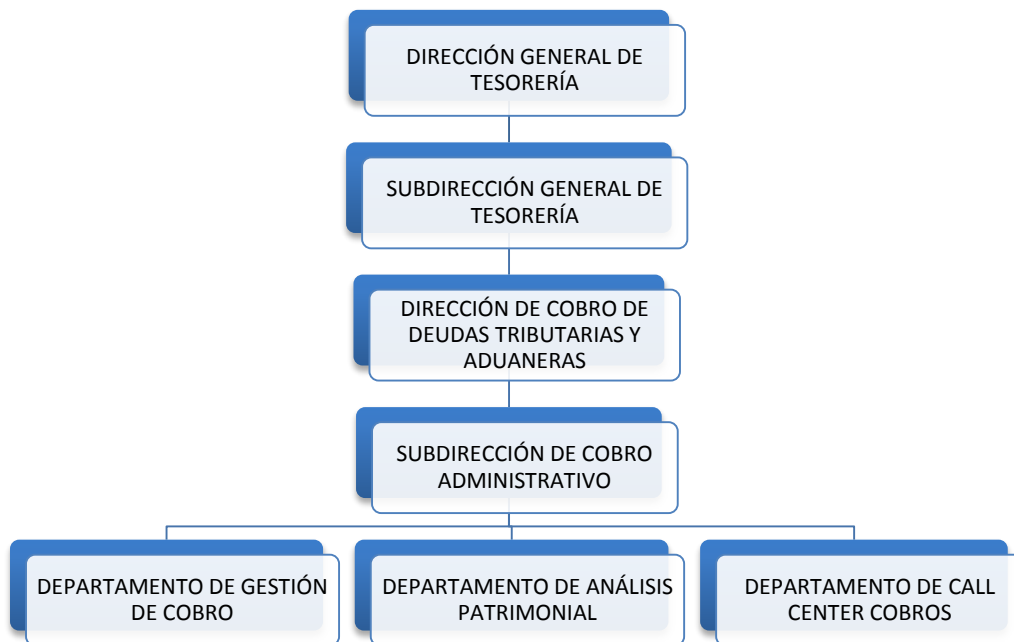 DIRECCIÓN GENERAL DE
TESORERÍA
SUBDIRECCIÓN GENERAL DE
TESORERÍA
DIRECCIÓN DE COBRO DE
DEUDAS TRIBUTARIAS Y
ADUANERAS
SUBDIRECCIÓN DE COBRO
ADMINISTRATIVO
DEPARTAMENTO DE GESTIÓN
DE COBRO
DEPARTAMENTO DE ANÁLISIS
PATRIMONIAL
DEPARTAMENTO DE CALL
CENTER COBROS